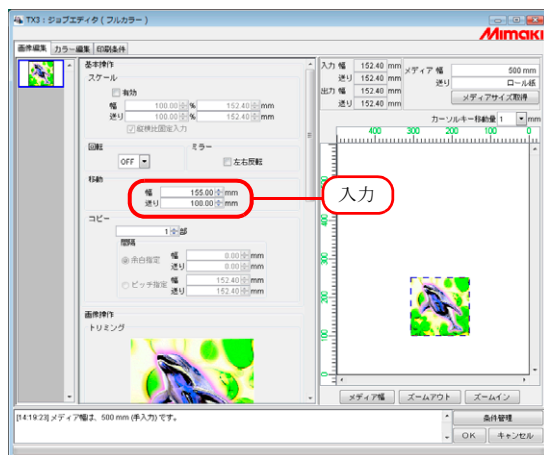 TX3 : ジョブエディタ ( フルカラー )
Mimaki
画像編集 カラー編集 印刷条件
基本操作
スケール
有効
幅 100.00 % 152.40 mm
送り 100.00 % 152.40 mm
縦横比固定入力
回転 ミラー
OFF 左右反転
移動
幅 155.00 mm
送り 100.00 mm
入力
コピー
1 部
間隔
余白指定 幅 0.00 mm
送り 0.00 mm
ピッチ指定 幅 152.40 mm
送り 152.40 mm
画像操作
トリミング
入力 幅 152.40 mm
送り 152.40 mm
出力 幅 152.40 mm
送り 152.40 mm
メディア 幅 500 mm
送り ロール紙
メディアサイズ取得
カーソルキー移動量 1 mm
400 300 200 100 0
500
400
300
200
100
0
メディア幅 ズームアウト ズームイン
[14:19:23] メディア幅は、500 mm (手入力) です。
条件管理
OK キャンセル